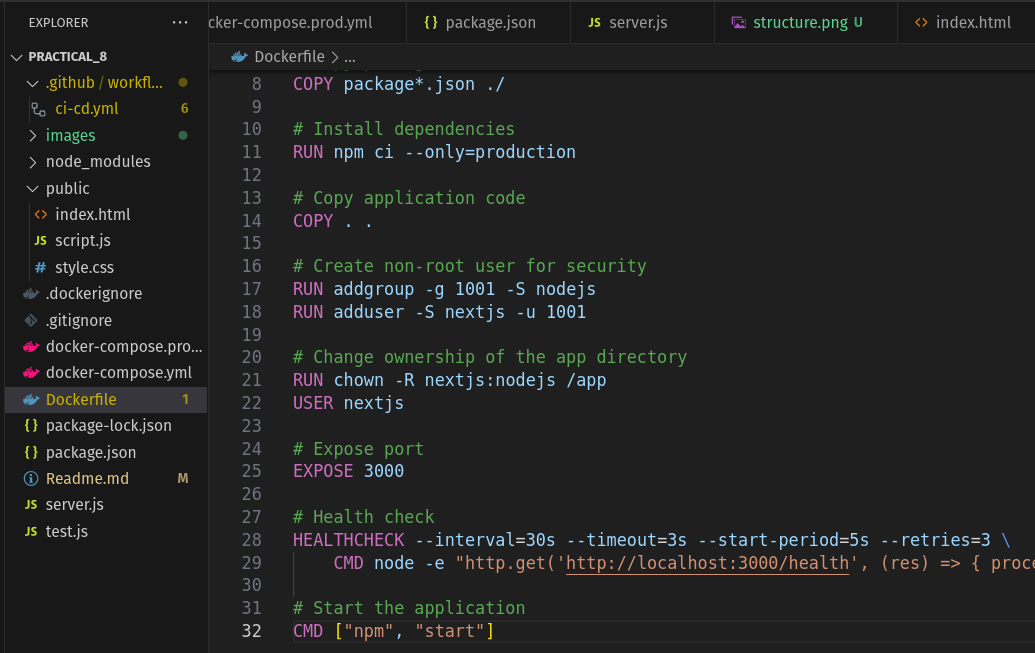 EXPLORER ...
cker-compose.prod.yml {} package.json JS server.js structure.png U <> index.html
PRACTICAL_8
.github / workfl...
ci-cd.yml 6
images
node_modules
public
<> index.html
JS script.js
# style.css
.dockerignore
.gitignore
docker-compose.pro...
docker-compose.yml
Dockerfile 1
{} package-lock.json
{} package.json
Readme.md M
JS server.js
JS test.js
Dockerfile > ...
8 COPY package*.json ./
9
10 # Install dependencies
11 RUN npm ci --only=production
12
13 # Copy application code
14 COPY . .
15
16 # Create non-root user for security
17 RUN addgroup -g 1001 -S nodejs
18 RUN adduser -S nextjs -u 1001
19
20 # Change ownership of the app directory
21 RUN chown -R nextjs:nodejs /app
22 USER nextjs
23
24 # Expose port
25 EXPOSE 3000
26
27 # Health check
28 HEALTHCHECK --interval=30s --timeout=3s --start-period=5s --retries=3 \
29 CMD node -e "http.get('http://localhost:3000/health', (res) => { proce
30
31 # Start the application
32 CMD ["npm", "start"]